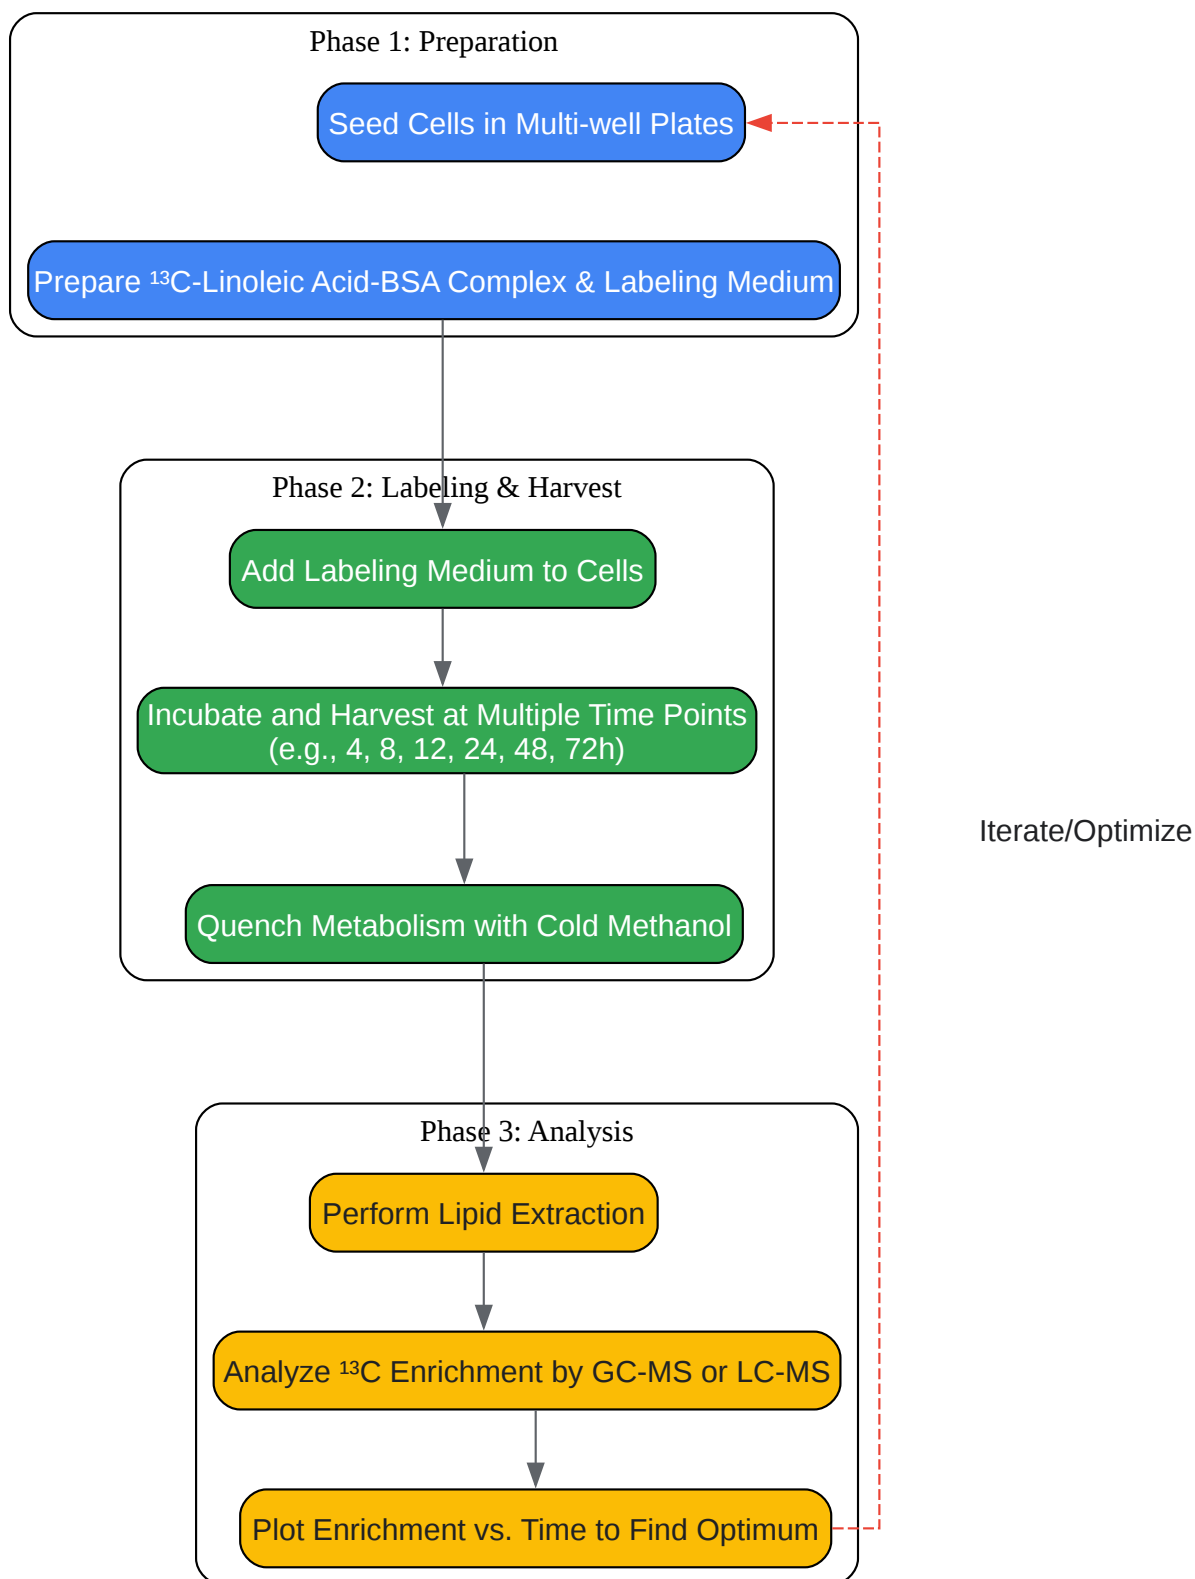 Phase 1: Preparation
Seed Cells in Multi-well Plates
Prepare ¹³C-Linoleic Acid-BSA Complex & Labeling Medium
Phase 2: Labeling & Harvest
Add Labeling Medium to Cells
Incubate and Harvest at Multiple Time Points
(e.g., 4, 8, 12, 24, 48, 72h)
Iterate/Optimize
Quench Metabolism with Cold Methanol
Phase 3: Analysis
Perform Lipid Extraction
Analyze ¹³C Enrichment by GC-MS or LC-MS
Plot Enrichment vs. Time to Find Optimum